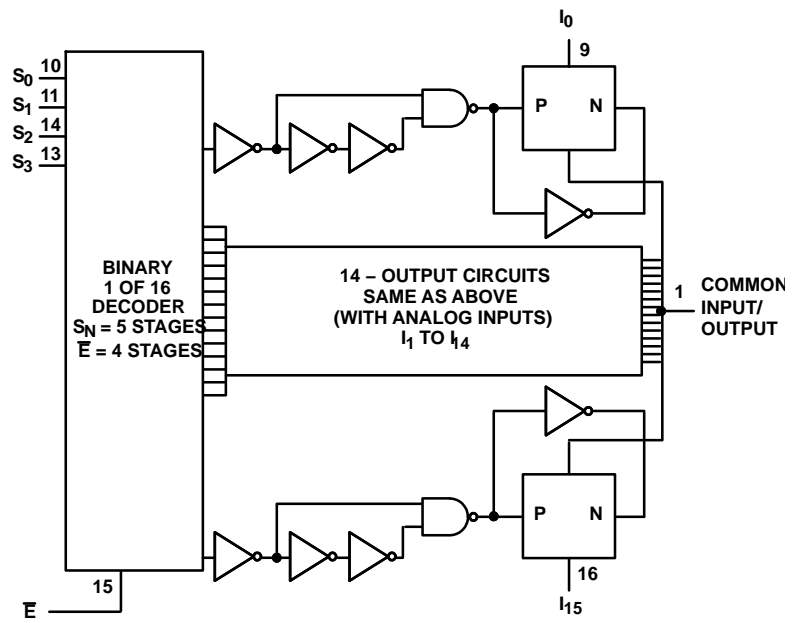 I0
9
S0 10
S1 11
S2 14
S3 13
P N
BINARY
1 OF 16
DECODER
SN = 5 STAGES
E̅ = 4 STAGES
14 – OUTPUT CIRCUITS
SAME AS ABOVE
(WITH ANALOG INPUTS)
I1 TO I14
1
COMMON
INPUT/
OUTPUT
P N
15
16
E̅
I15